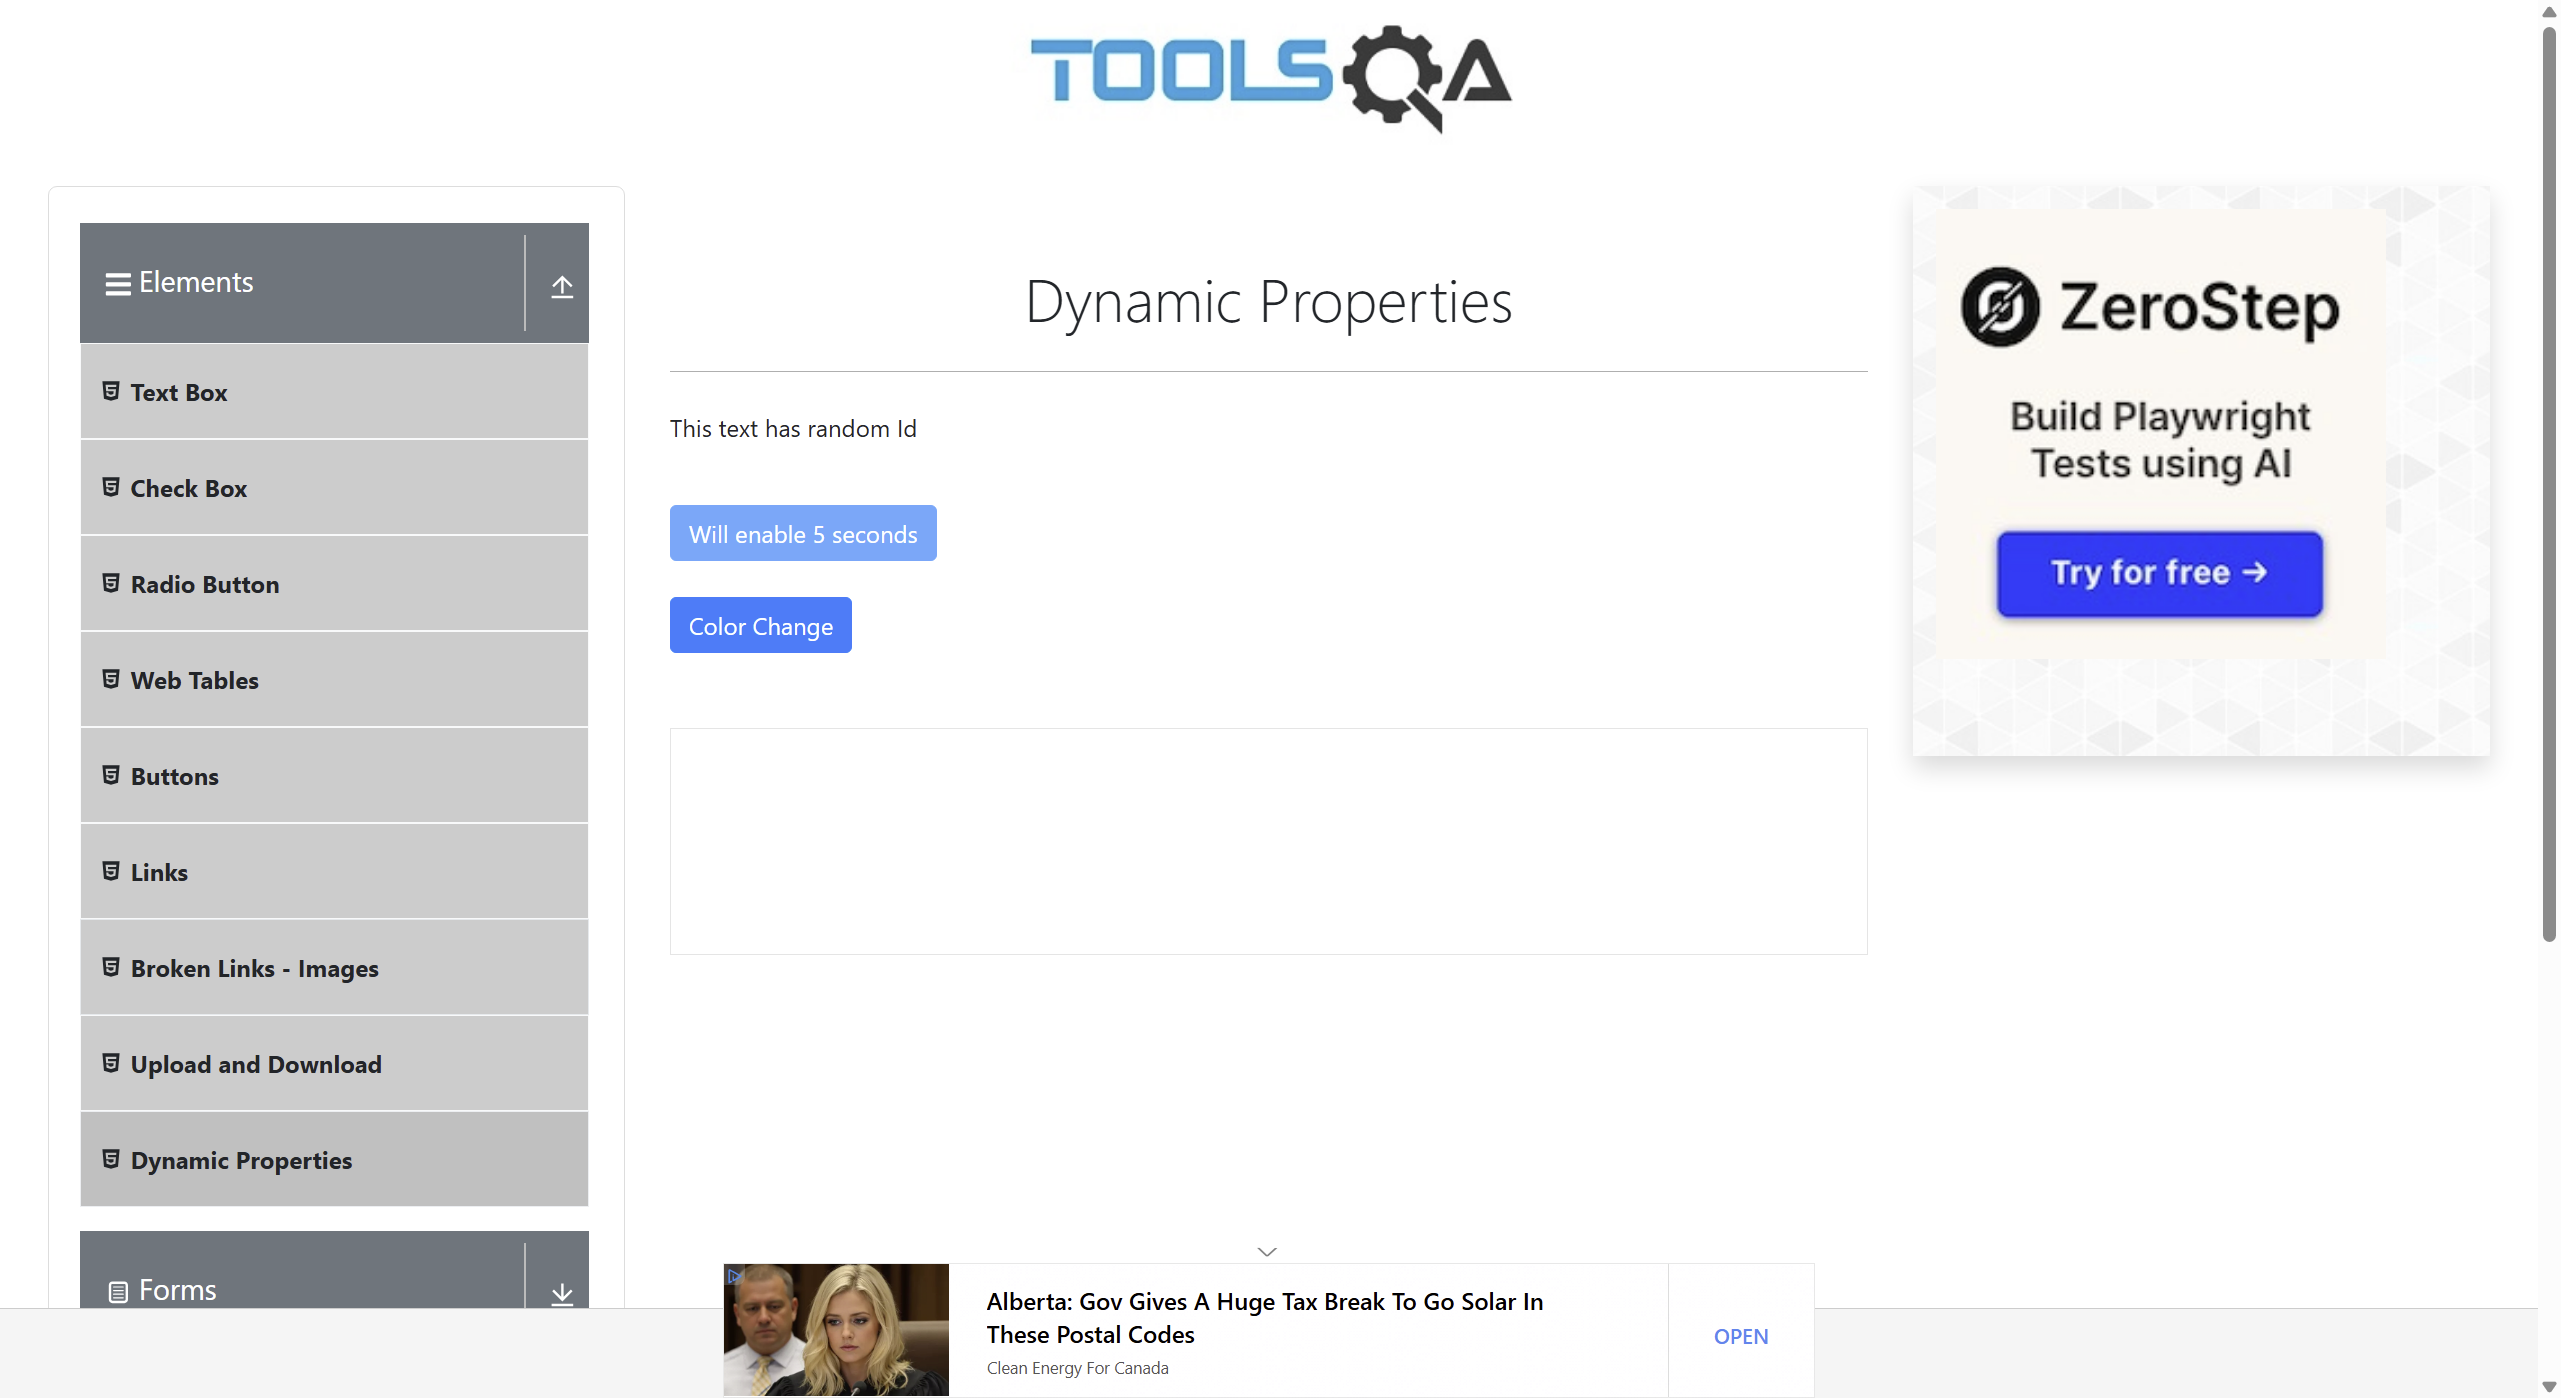 TOOLSQA
Elements
Text Box
Check Box
Radio Button
Web Tables
Buttons
Links
Broken Links - Images
Upload and Download
Dynamic Properties
Forms
Dynamic Properties
This text has random Id
Will enable 5 seconds
Color Change
ZeroStep
Build Playwright
Tests using AI
Try for free →
Alberta: Gov Gives A Huge Tax Break To Go Solar In
These Postal Codes
Clean Energy For Canada
OPEN